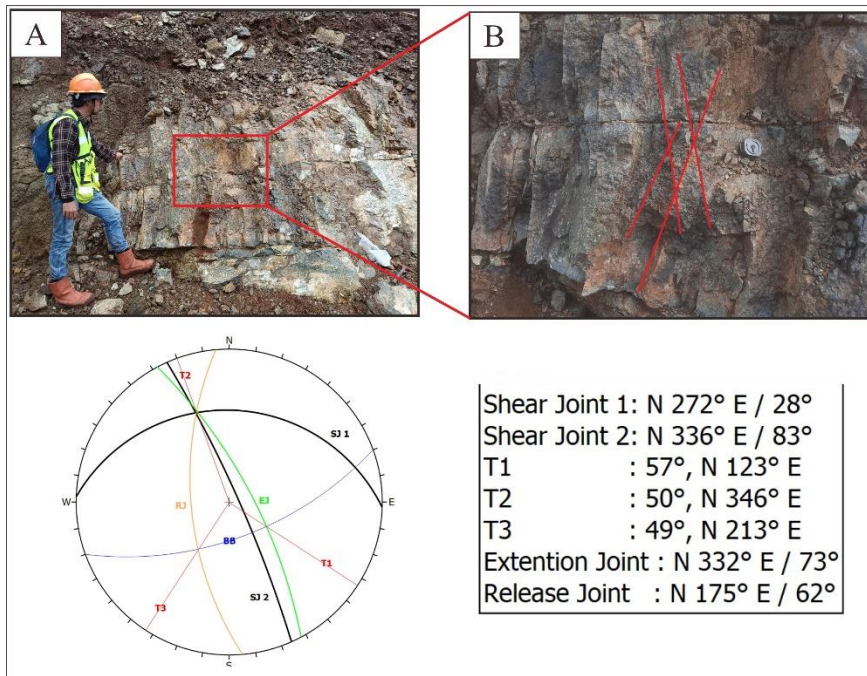 A
B
N
T2
SJ 1
W
E
RJ
EJ
BB
T1
T3
SJ 2
S
Shear Joint 1: N 272° E / 28°
Shear Joint 2: N 336° E / 83°
T1 : 57°, N 123° E
T2 : 50°, N 346° E
T3 : 49°, N 213° E
Extention Joint : N 332° E / 73°
Release Joint : N 175° E / 62°